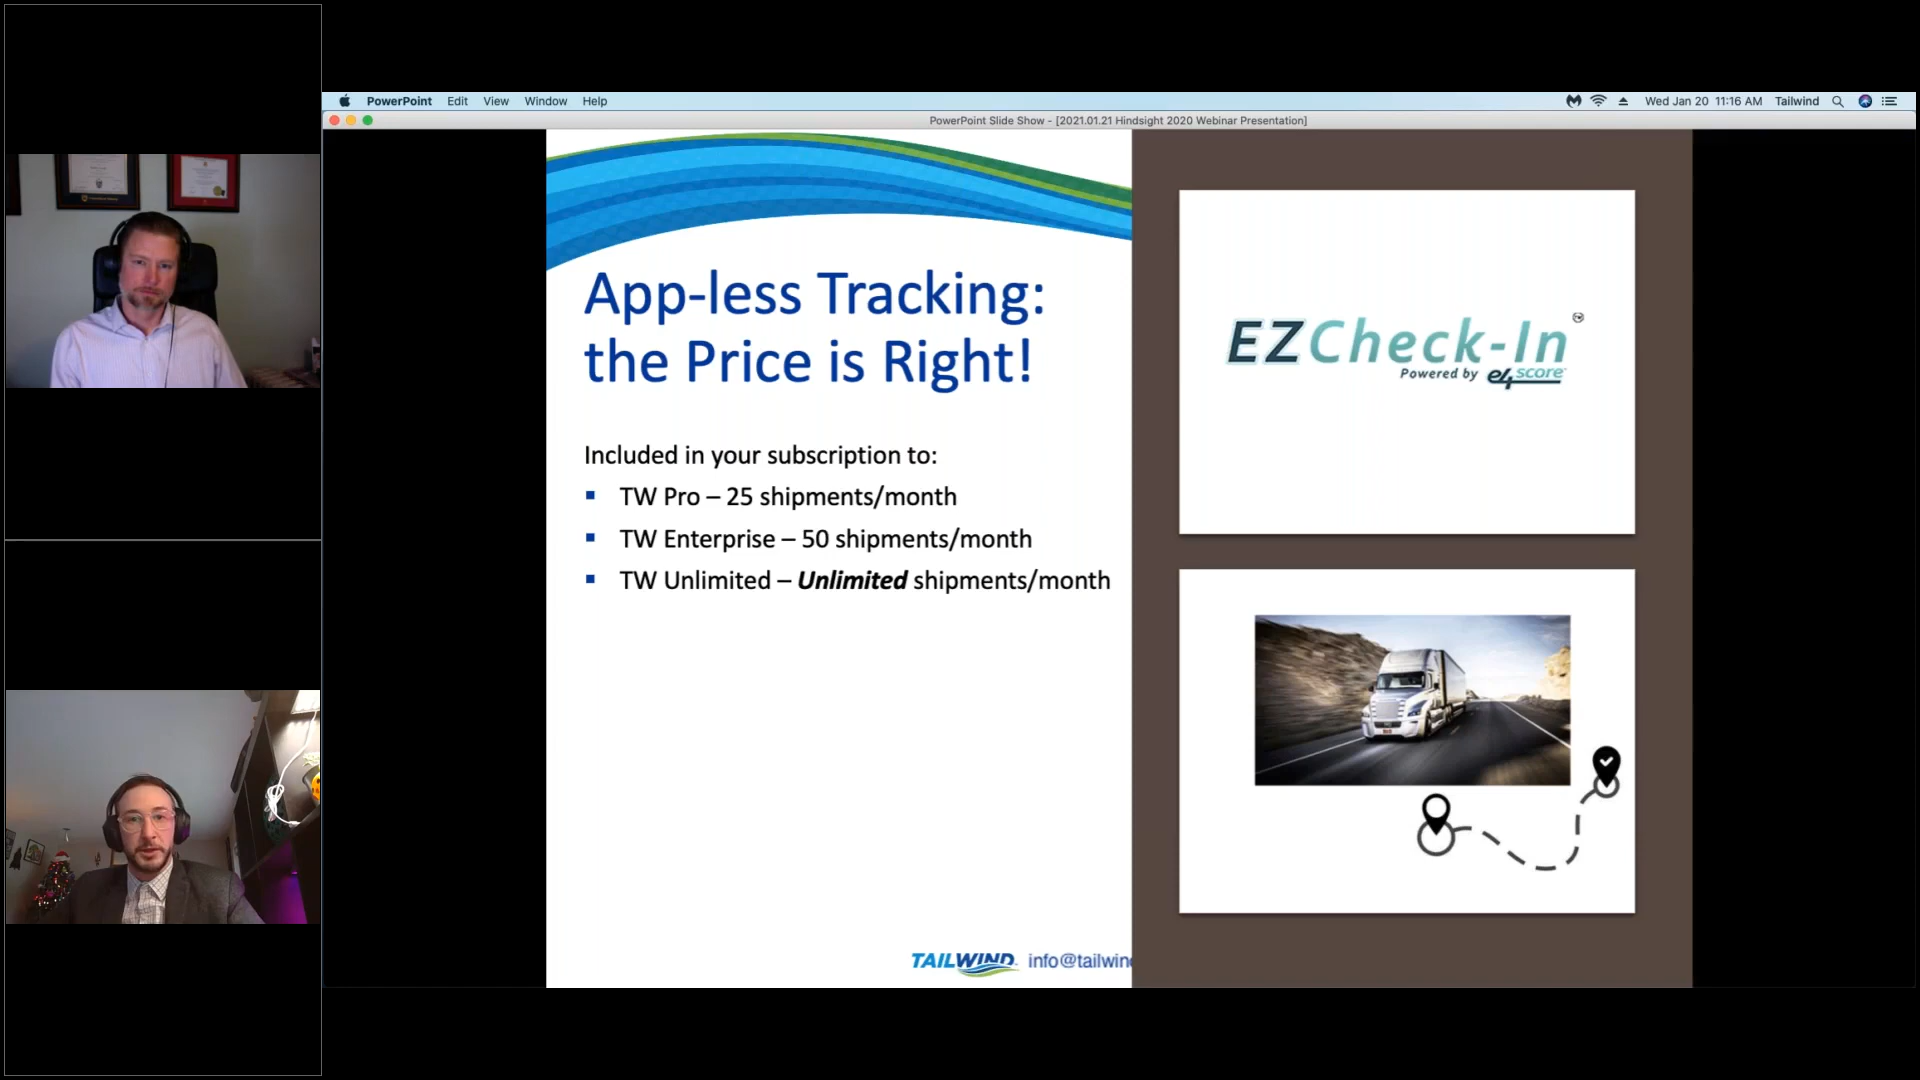 PowerPoint Edit View Window Help
Wed Jan 20 11:16 AM Tailwind
PowerPoint Slide Show - [2021.01.21 Hindsight 2020 Webinar Presentation]
App-less Tracking:
the Price is Right!
Included in your subscription to:
▪ TW Pro – 25 shipments/month
▪ TW Enterprise – 50 shipments/month
▪ TW Unlimited – Unlimited shipments/month
TAILWIND info@tailwind
EZCheck-In
Powered by e4score